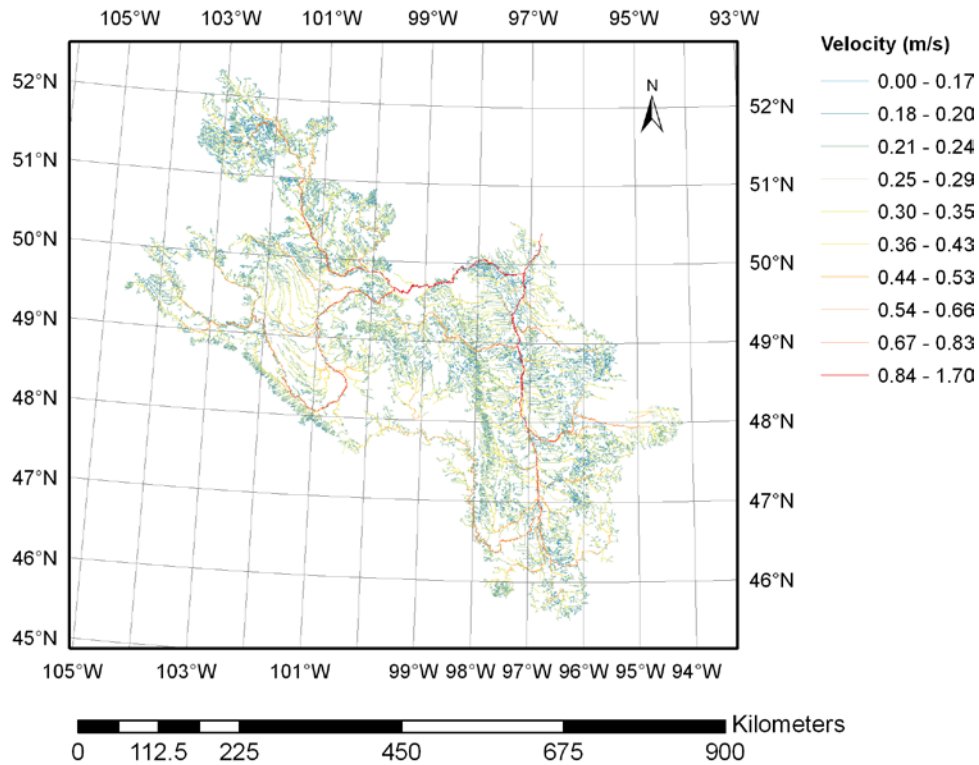 105°W 103°W 101°W 99°W 98°W 97°W 95°W 93°W
Velocity (m/s)
0.00 - 0.17
0.18 - 0.20
0.21 - 0.24
0.25 - 0.29
0.30 - 0.35
0.36 - 0.43
0.44 - 0.53
0.54 - 0.66
0.67 - 0.83
0.84 - 1.70
N
52°N 52°N
51°N 51°N
50°N 50°N
49°N 49°N
48°N 48°N
47°N 47°N
46°N 46°N
45°N
105°W 103°W 101°W 99°W 98°W 97°W 96°W 95°W 94°W
Kilometers
0 112.5 225 450 675 900